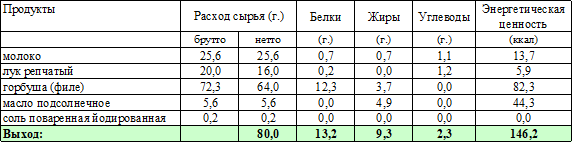 Продукты Расход сырья (г.) Белки Жиры Углеводы Энергетическая ценность
брутто нетто (г.) (г.) (г.) (ккал)
молоко 25,6 25,6 0,7 0,7 1,1 13,7
лук репчатый 20,0 16,0 0,2 0,0 1,2 5,9
горбуша (филе) 72,3 64,0 12,3 3,7 0,0 82,3
масло подсолнечное 5,6 5,6 0,0 4,9 0,0 44,3
соль поваренная йодированная 0,2 0,2 0,0 0,0 0,0 0,0
Выход: 80,0 13,2 9,3 2,3 146,2